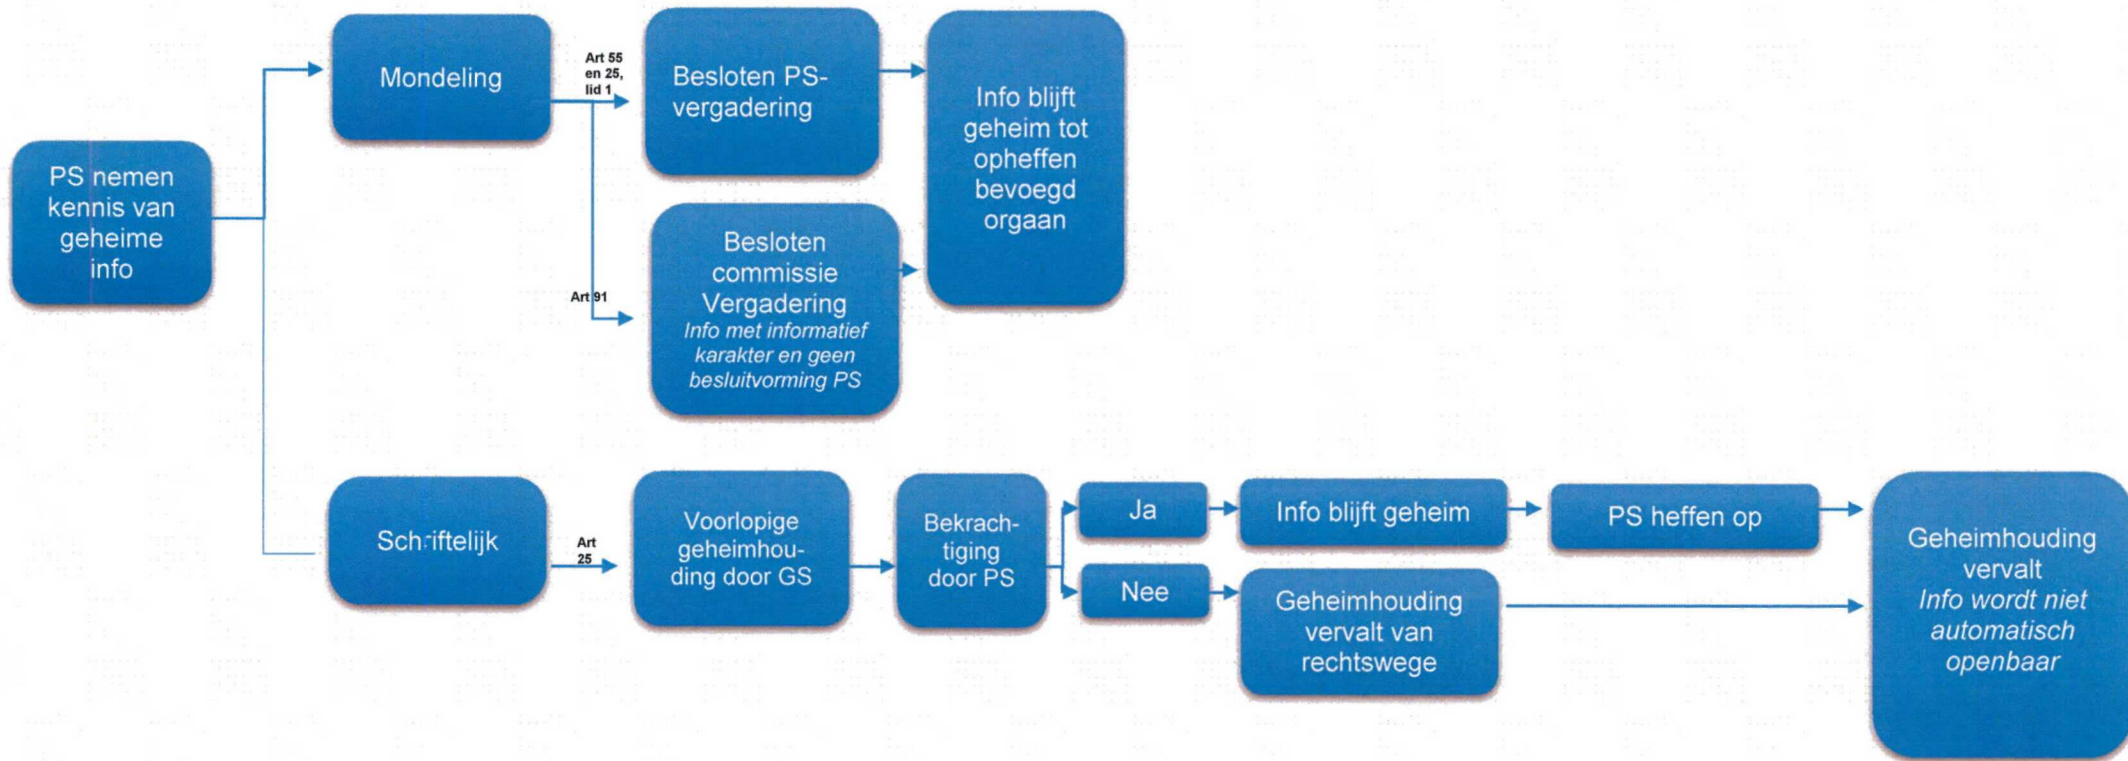 PS nemen
kennis van
geheime
info
Mondeling
Art 55
en 25,
lid 1
Besloten PS-
vergadering
Info blijft
geheim tot
opheffen
bevoegd
orgaan
Art 91
Besloten
commissie
Vergadering
Info met informatief
karakter en geen
besluitvorming PS
Schriftelijk
Art
25
Voorlopige
geheimhou-
ding door GS
Bekrach-
tiging
door PS
Ja
Info blijft geheim
PS heffen op
Nee
Geheimhouding
vervalt van
rechtswege
Geheimhouding
vervalt
Info wordt niet
automatisch
openbaar